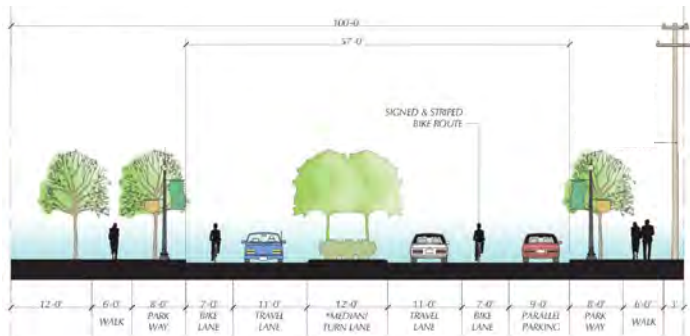 100'-0"
57'-0"
SIGNED & STRIPED
BIKE ROUTE
12'-0" 6'-0" 8'-0" 7'-0" 11'-0" 12'-0" 11'-0" 7'-0" 9'-0" 8'-0" 6'-0" 3'
WALK PARK WAY BIKE LANE TRAVEL LANE *MEDIAN/ TURN LANE TRAVEL LANE BIKE LANE PARALLEL PARKING PARK WAY WALK